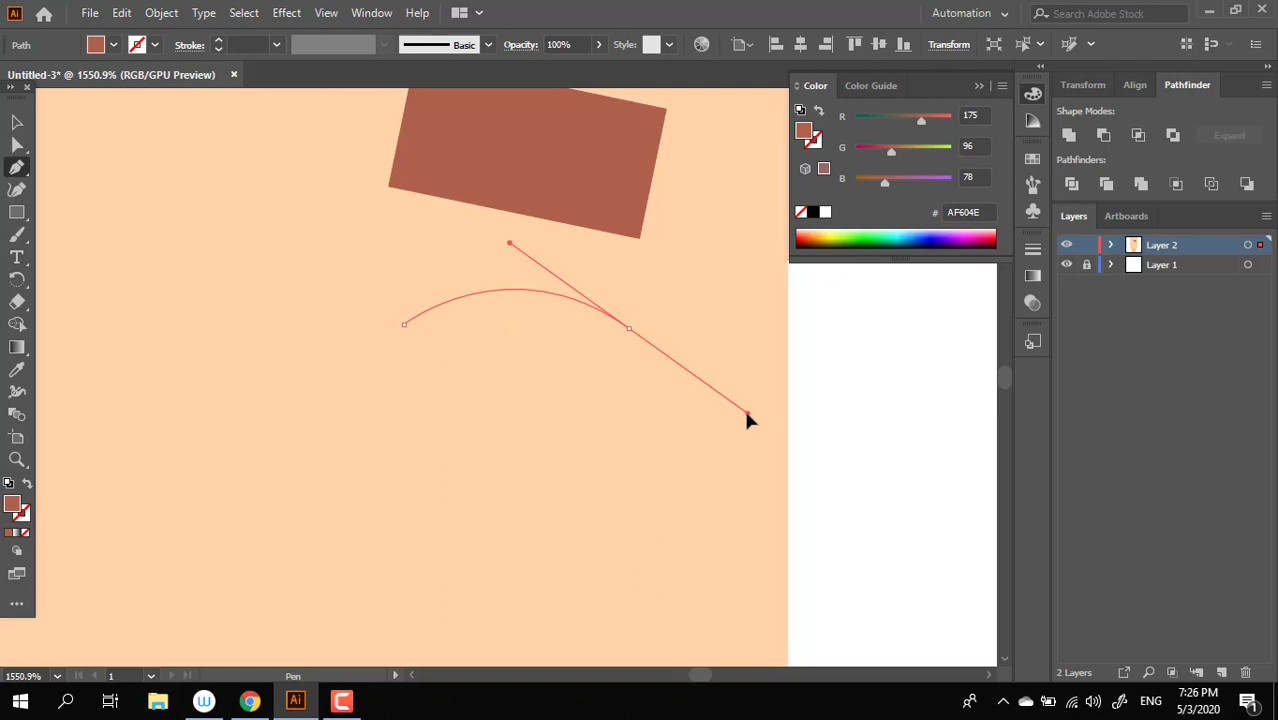 Ai File Edit Object Type Select Effect View Window Help Automation Search Adobe Stock
Path Stroke: Basic Opacity: 100% Style: Transform
Untitled-3* @ 1550.9% (RGB/GPU Preview)
Color Color Guide
Transform Align Pathfinder
R 175
G 96
B 78
# AF604E
Shape Modes:
Expand
Pathfinders:
Layers Artboards
Layer 2
Layer 1
1550.9% 1 Pen
2 Layers
Ai ENG 7:26 PM
5/3/2020 1